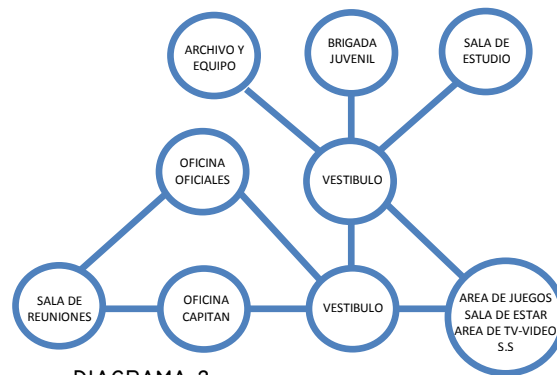 ARCHIVO Y
EQUIPO
BRIGADA
JUVENIL
SALA DE
ESTUDIO
OFICINA
OFICIALES
VESTIBULO
SALA DE
REUNIONES
OFICINA
CAPITAN
VESTIBULO
AREA DE JUEGOS
SALA DE ESTAR
AREA DE TV-VIDEO
S.S